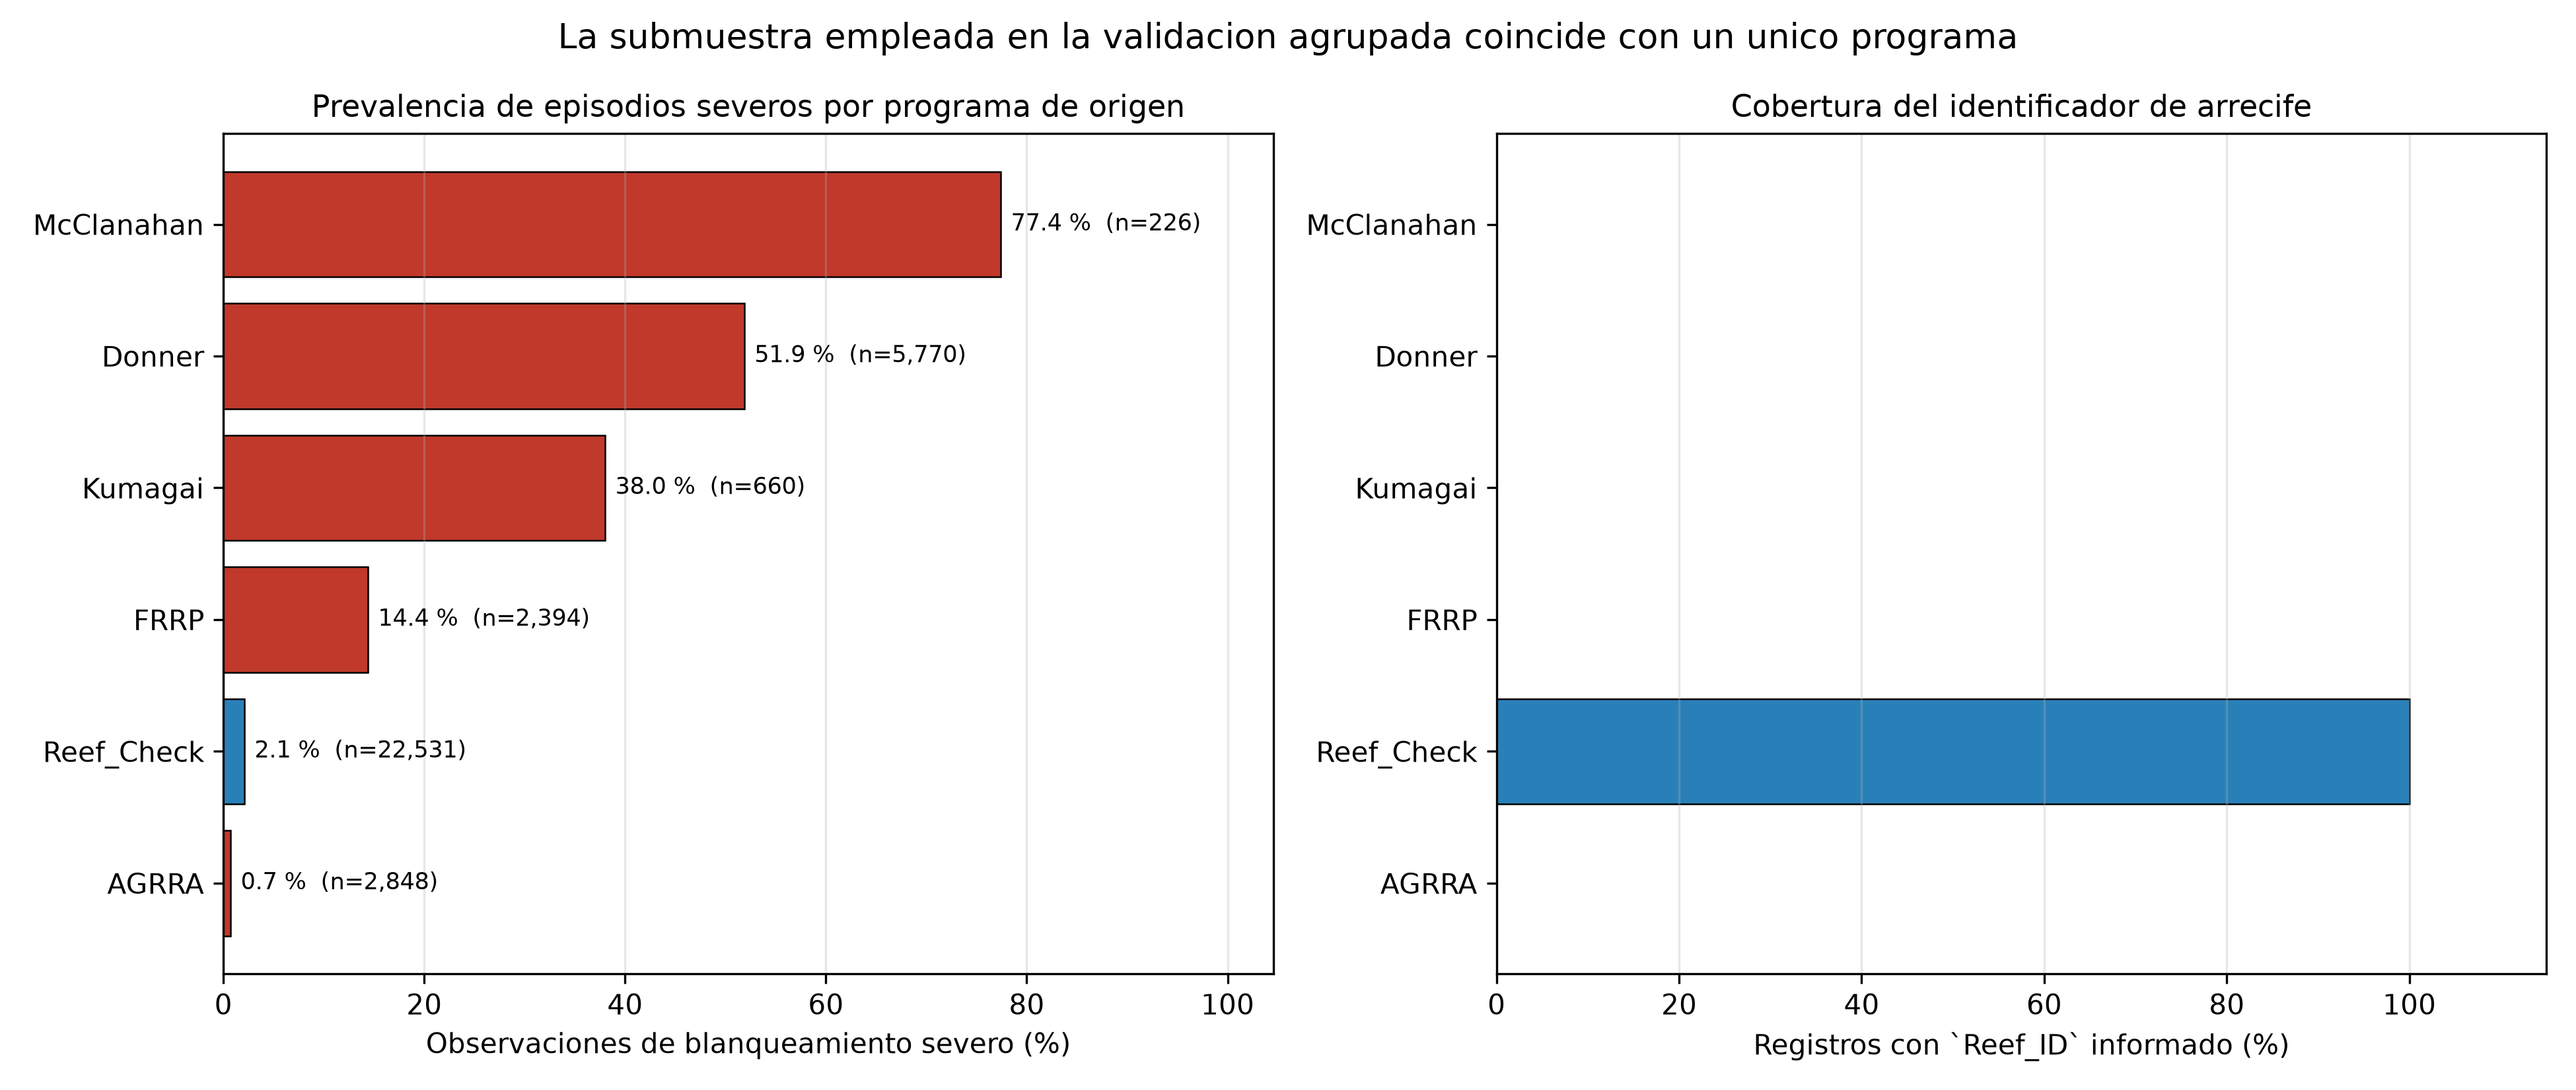 La submuestra empleada en la validacion agrupada coincide con un unico programa
Prevalencia de episodios severos por programa de origen
McClanahan
77.4 % (n=226)
Donner
51.9 % (n=5,770)
Kumagai
38.0 % (n=660)
FRRP
14.4 % (n=2,394)
Reef_Check
2.1 % (n=22,531)
AGRRA
0.7 % (n=2,848)
0 20 40 60 80 100
Observaciones de blanqueamiento severo (%)
Cobertura del identificador de arrecife
McClanahan
Donner
Kumagai
FRRP
Reef_Check
AGRRA
0 20 40 60 80 100
Registros con `Reef_ID` informado (%)